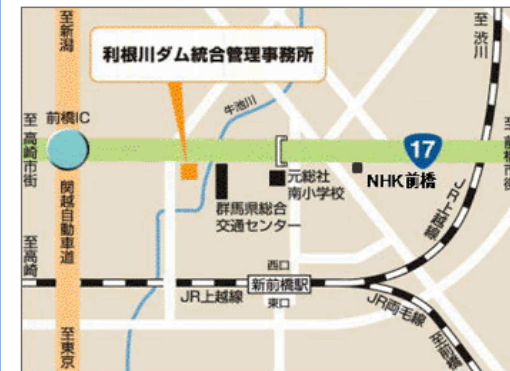 至新潟
利根川ダム統合管理事務所
至渋川
牛池川
前橋IC
至高崎市街
17
至前橋市街
元総社
南小学校
NHK前橋
群馬県総合
交通センター
関越自動車道
JR上越線
至高崎
西口
新前橋駅
東口
JR上越線
JR両毛線
至東京